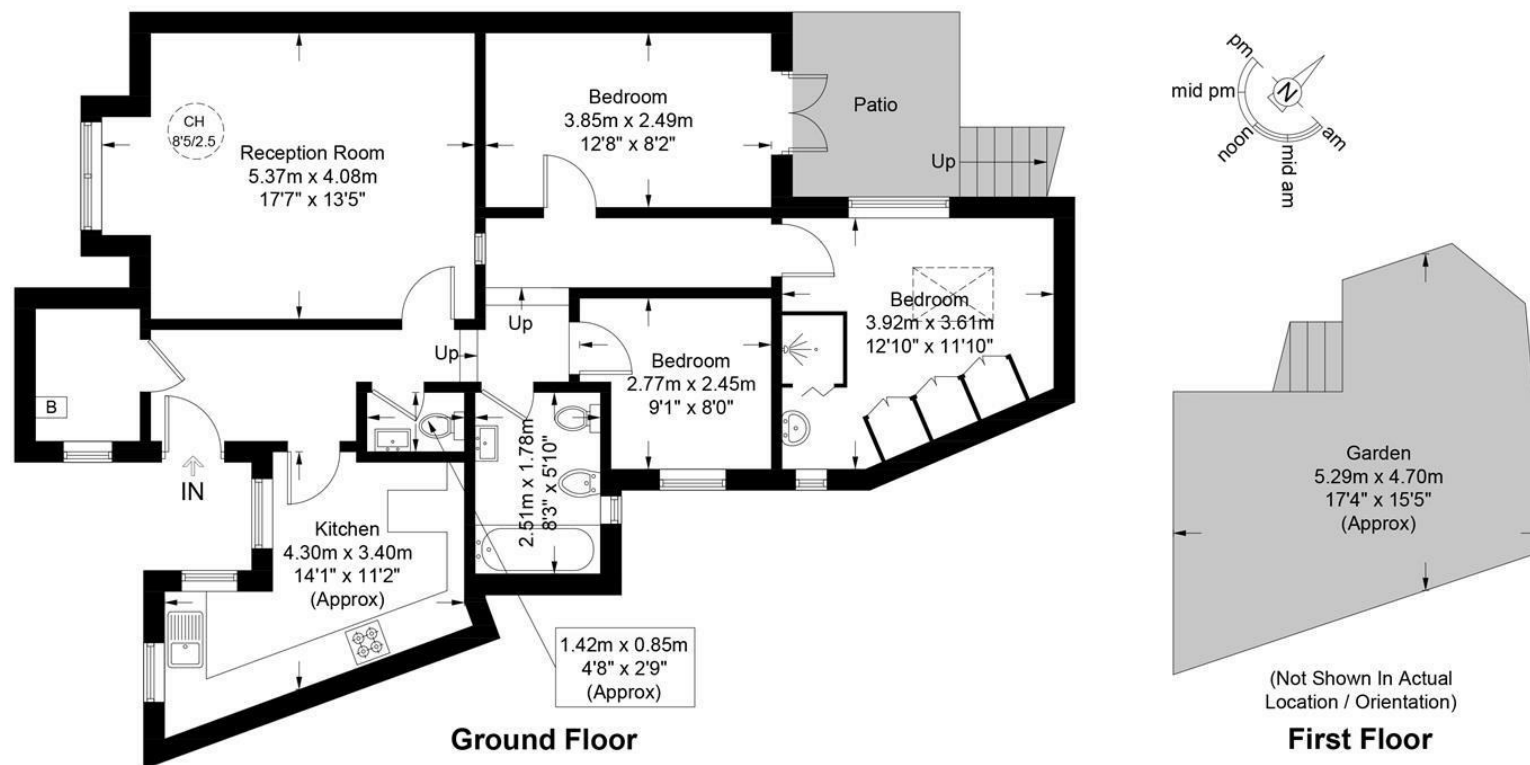 CH
8'5/2.5
Reception Room
5.37m x 4.08m
17'7" x 13'5"
Bedroom
3.85m x 2.49m
12'8" x 8'2"
Patio
Up
pm
mid pm
noon
mid am
am
N
Up
Up
Bedroom
3.92m x 3.61m
12'10" x 11'10"
Bedroom
2.77m x 2.45m
9'1" x 8'0"
B
IN
2.51m x 1.78m
8'3" x 5'10"
Kitchen
4.30m x 3.40m
14'1" x 11'2"
(Approx)
1.42m x 0.85m
4'8" x 2'9"
(Approx)
Ground Floor
Garden
5.29m x 4.70m
17'4" x 15'5"
(Approx)
(Not Shown In Actual
Location / Orientation)
First Floor